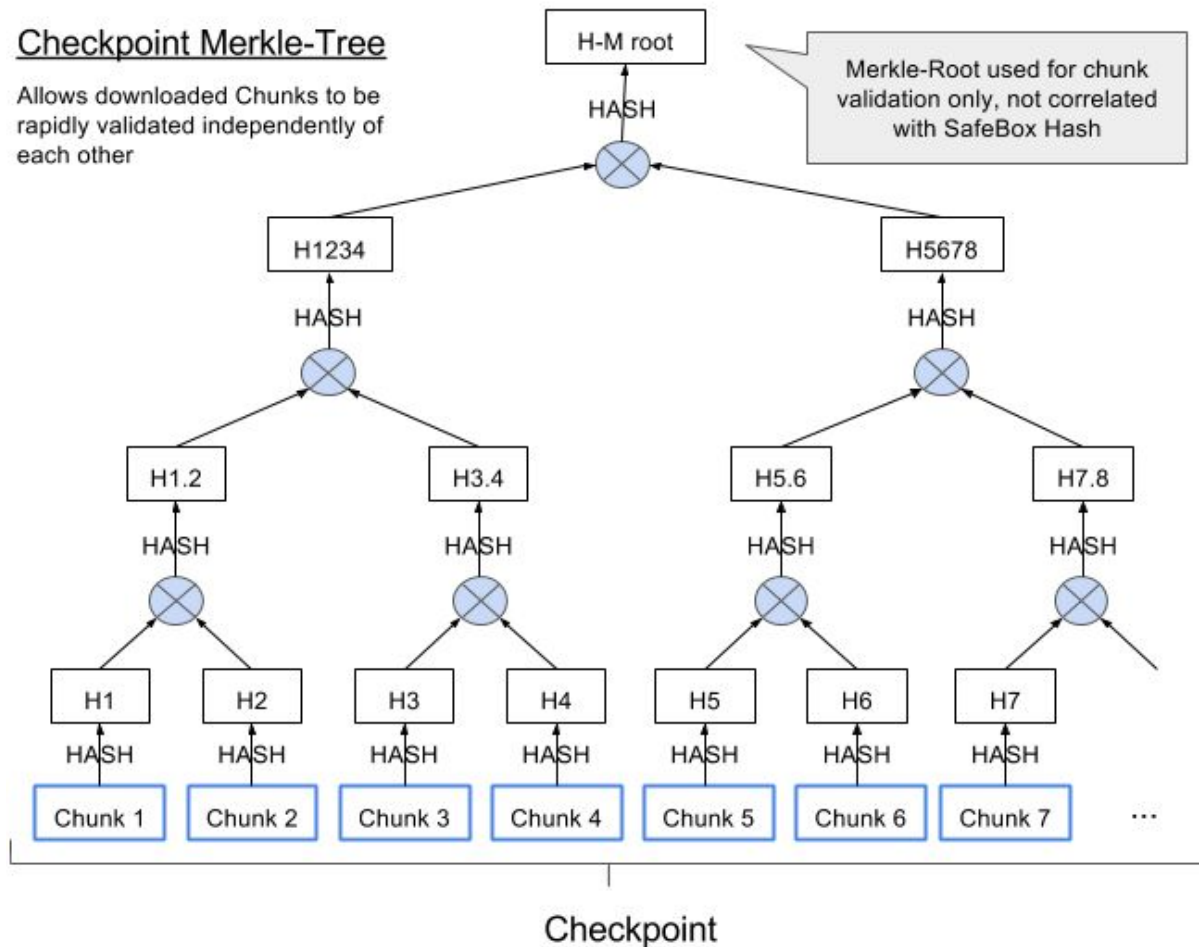 Checkpoint Merkle-Tree
Allows downloaded Chunks to be
rapidly validated independently of
each other
H-M root
Merkle-Root used for chunk
validation only, not correlated
with SafeBox Hash
HASH
H1234
H5678
HASH
HASH
H1.2
H3.4
H5.6
H7.8
HASH
HASH
HASH
HASH
H1
H2
H3
H4
H5
H6
H7
HASH
HASH
HASH
HASH
HASH
HASH
HASH
Chunk 1
Chunk 2
Chunk 3
Chunk 4
Chunk 5
Chunk 6
Chunk 7
...
Checkpoint